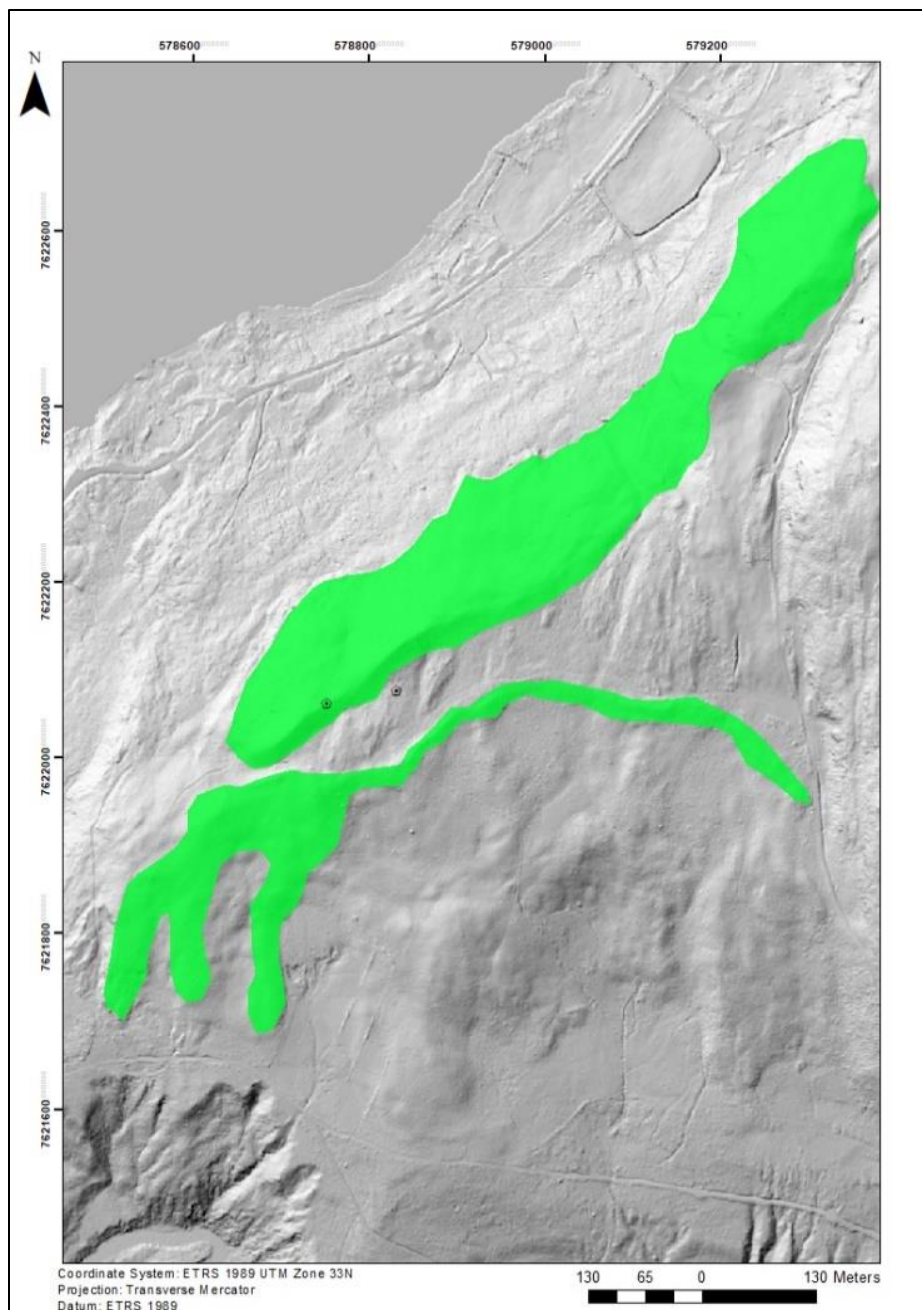 578600 578800 579000 579200
N
7622600
7622400
7622200
7622000
7621800
7621600
Coordinate System: ETRS 1989 UTM Zone 33N
Projection: Transverse Mercator
Datum: ETRS 1989
130 65 0 130 Meters